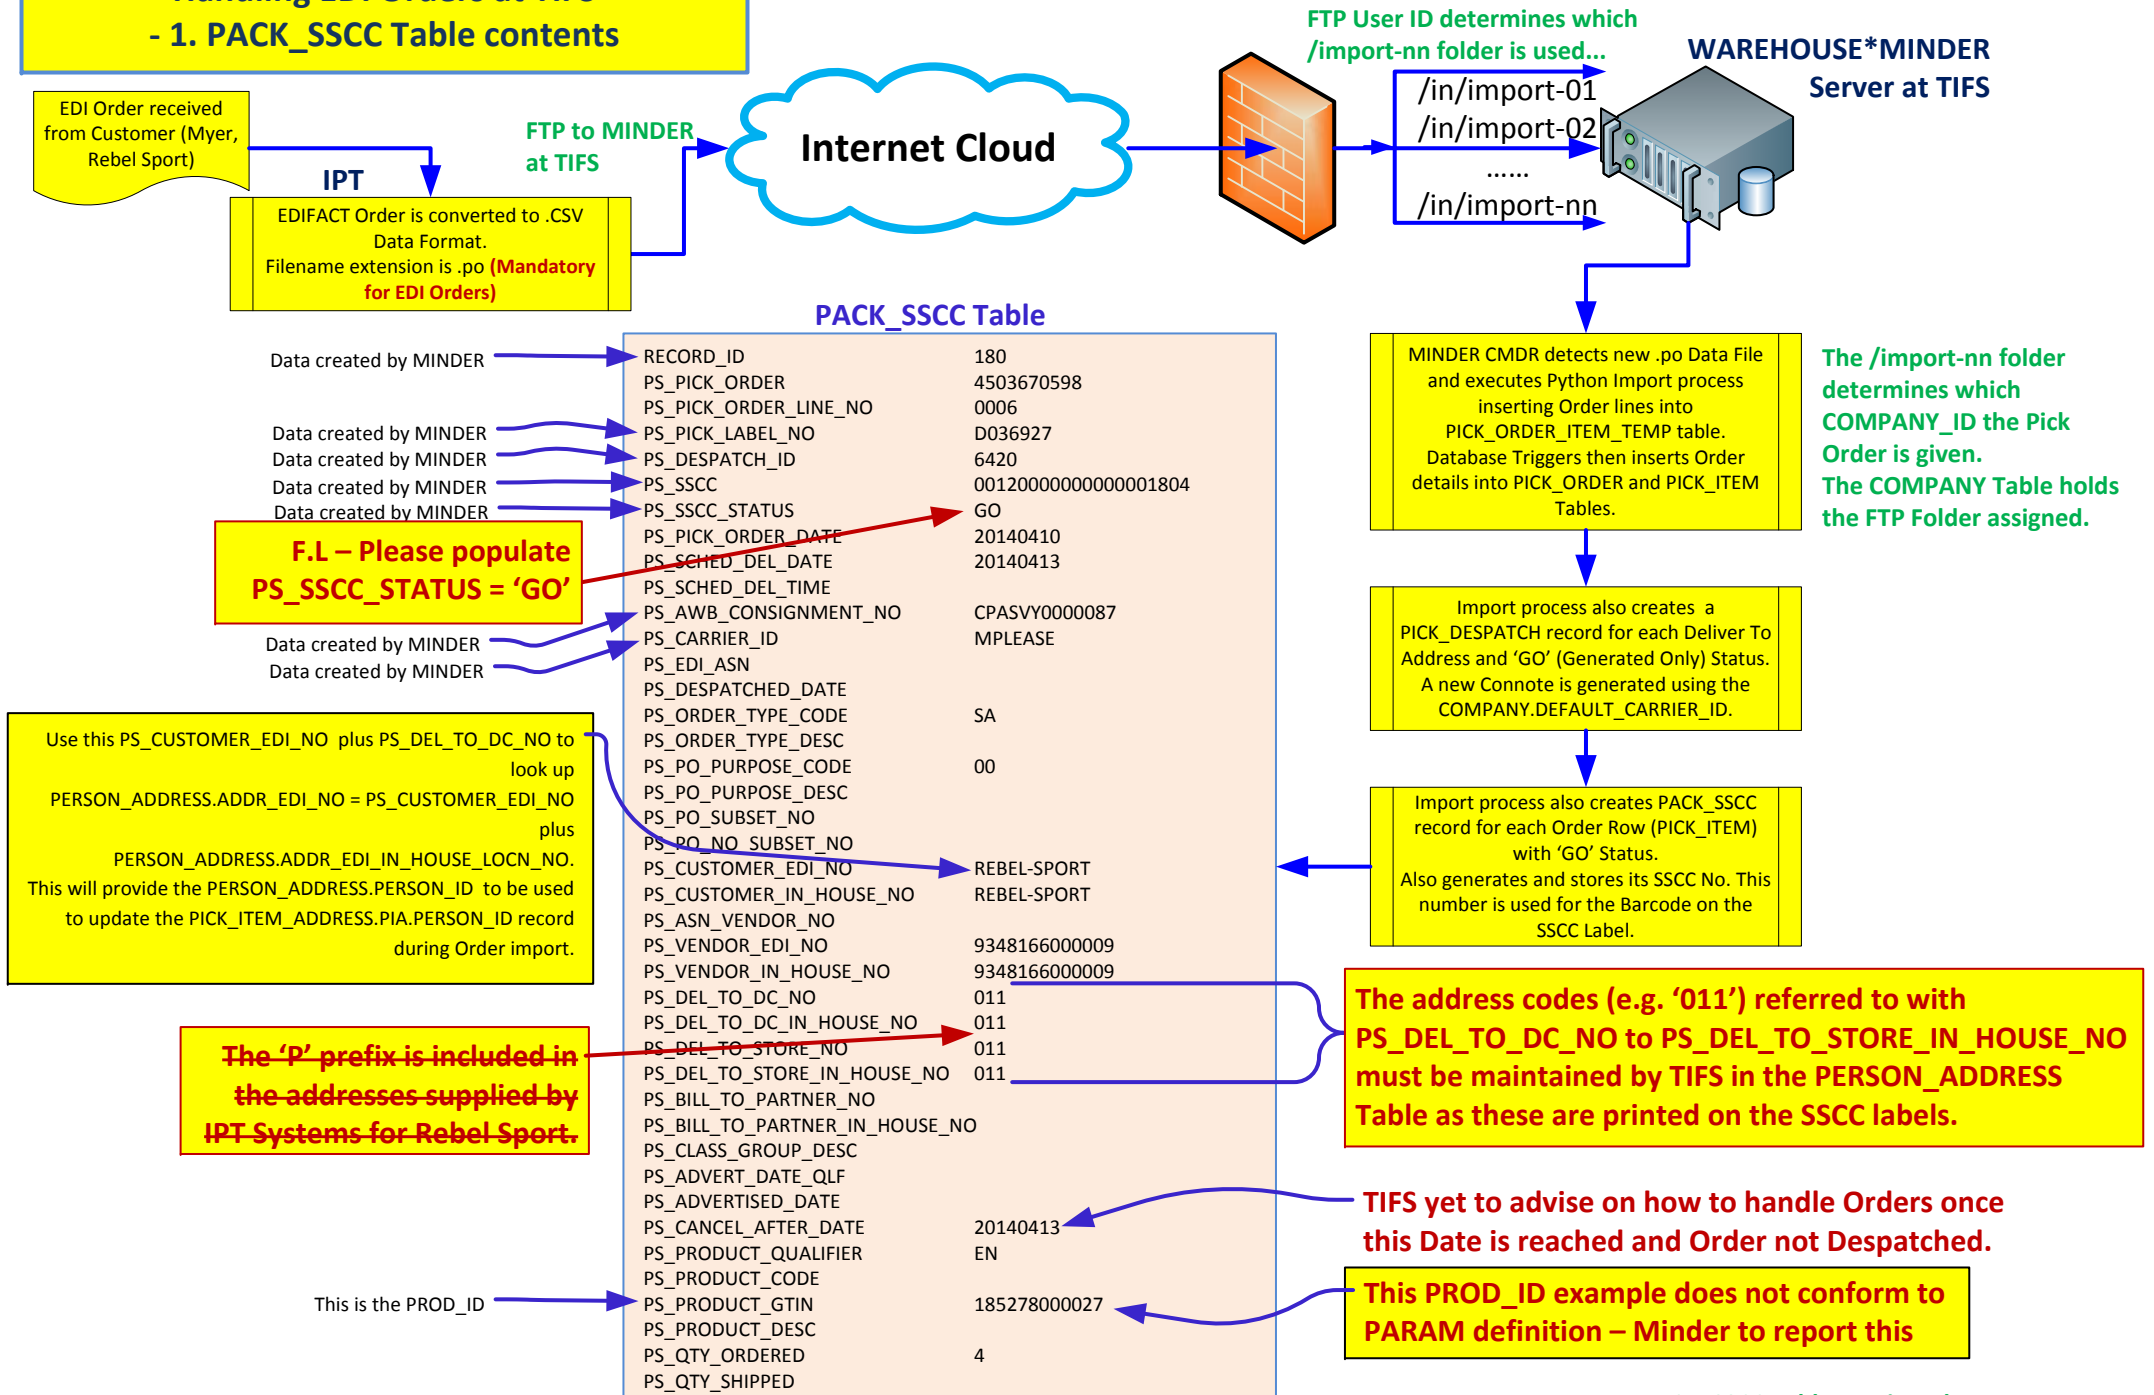 - 1. PACK_SSCC Table contents
EDI Order received
from Customer (Myer,
Rebel Sport)
IPT
EDIFACT Order is converted to .CSV
Data Format.
Filename extension is .po (Mandatory
for EDI Orders)
FTP to MINDER
at TIFS
Internet Cloud
FTP User ID determines which
/import-nn folder is used...
/in/import-01
/in/import-02
......
/in/import-nn
WAREHOUSE*MINDER
Server at TIFS
MINDER CMDR detects new .po Data File
and executes Python Import process
inserting Order lines into
PICK_ORDER_ITEM_TEMP table.
Database Triggers then inserts Order
details into PICK_ORDER and PICK_ITEM
Tables.
The /import-nn folder
determines which
COMPANY_ID the Pick
Order is given.
The COMPANY Table holds
the FTP Folder assigned.
Import process also creates a
PICK_DESPATCH record for each Deliver To
Address and ‘GO’ (Generated Only) Status.
A new Connote is generated using the
COMPANY.DEFAULT_CARRIER_ID.
Import process also creates PACK_SSCC
record for each Order Row (PICK_ITEM)
with ‘GO’ Status.
Also generates and stores its SSCC No. This
number is used for the Barcode on the
SSCC Label.
PACK_SSCC Table
Data created by MINDER
RECORD_ID 180
PS_PICK_ORDER 4503670598
PS_PICK_ORDER_LINE_NO 0006
Data created by MINDER
PS_PICK_LABEL_NO D036927
Data created by MINDER
PS_DESPATCH_ID 6420
Data created by MINDER
PS_SSCC 00120000000000001804
Data created by MINDER
PS_SSCC_STATUS GO
PS_PICK_ORDER_DATE 20140410
PS_SCHED_DEL_DATE 20140413
PS_SCHED_DEL_TIME
F.L – Please populate
PS_SSCC_STATUS = ‘GO’
PS_AWB_CONSIGNMENT_NO CPASVY0000087
Data created by MINDER
PS_CARRIER_ID MPLEASE
Data created by MINDER
PS_EDI_ASN
PS_DESPATCHED_DATE
PS_ORDER_TYPE_CODE SA
PS_ORDER_TYPE_DESC
PS_PO_PURPOSE_CODE 00
PS_PO_PURPOSE_DESC
PS_PO_SUBSET_NO
PS_PO_NO_SUBSET_NO
PS_CUSTOMER_EDI_NO REBEL-SPORT
PS_CUSTOMER_IN_HOUSE_NO REBEL-SPORT
PS_ASN_VENDOR_NO
PS_VENDOR_EDI_NO 9348166000009
PS_VENDOR_IN_HOUSE_NO 9348166000009
PS_DEL_TO_DC_NO 011
PS_DEL_TO_DC_IN_HOUSE_NO 011
PS_DEL_TO_STORE_NO 011
PS_DEL_TO_STORE_IN_HOUSE_NO 011
PS_BILL_TO_PARTNER_NO
PS_BILL_TO_PARTNER_IN_HOUSE_NO
PS_CLASS_GROUP_DESC
PS_ADVERT_DATE_QLF
PS_ADVERTISED_DATE
PS_CANCEL_AFTER_DATE 20140413
PS_PRODUCT_QUALIFIER EN
PS_PRODUCT_CODE
This is the PROD_ID
PS_PRODUCT_GTIN 185278000027
PS_PRODUCT_DESC
PS_QTY_ORDERED 4
PS_QTY_SHIPPED
Use this PS_CUSTOMER_EDI_NO plus PS_DEL_TO_DC_NO to
look up
PERSON_ADDRESS.ADDR_EDI_NO = PS_CUSTOMER_EDI_NO
plus
PERSON_ADDRESS.ADDR_EDI_IN_HOUSE_LOCN_NO.
This will provide the PERSON_ADDRESS.PERSON_ID to be used
to update the PICK_ITEM_ADDRESS.PIA.PERSON_ID record
during Order import.
The ‘P’ prefix is included in
the addresses supplied by
IPT Systems for Rebel Sport.
The address codes (e.g. ‘011’) referred to with
PS_DEL_TO_DC_NO to PS_DEL_TO_STORE_IN_HOUSE_NO
must be maintained by TIFS in the PERSON_ADDRESS
Table as these are printed on the SSCC labels.
TIFS yet to advise on how to handle Orders once
this Date is reached and Order not Despatched.
This PROD_ID example does not conform to
PARAM definition – Minder to report this